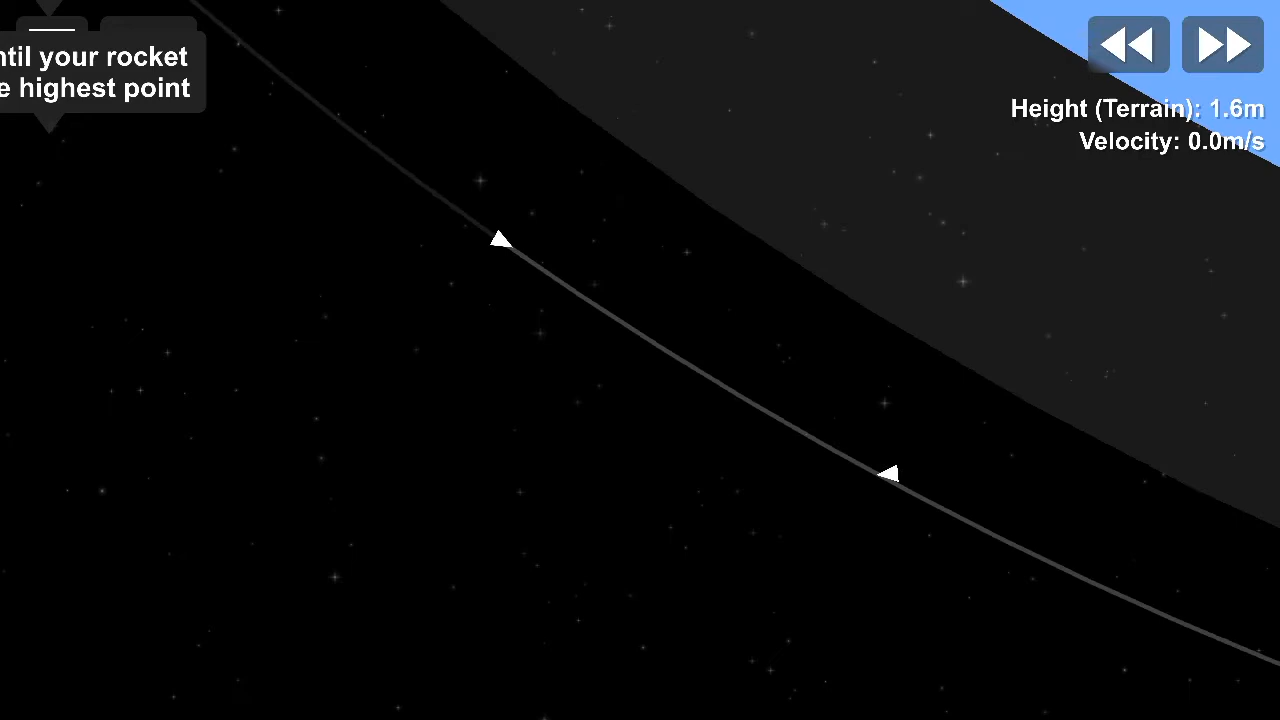 ntil your rocket
e highest point
Height (Terrain): 1.6m
Velocity: 0.0m/s